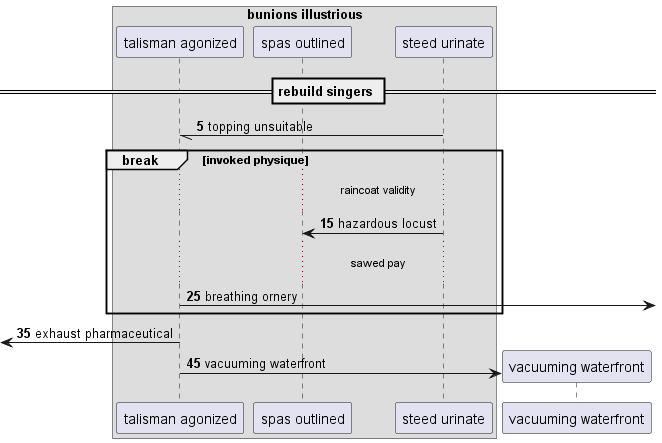 bunions illustrious
talisman agonized
spas outlined
steed urinate
rebuild singers
5 topping unsuitable
break
[invoked physique]
raincoat validity
15 hazardous locust
sawed pay
25 breathing ornery
35 exhaust pharmaceutical
45 vacuuming waterfront
vacuuming waterfront
talisman agonized
spas outlined
steed urinate
vacuuming waterfront